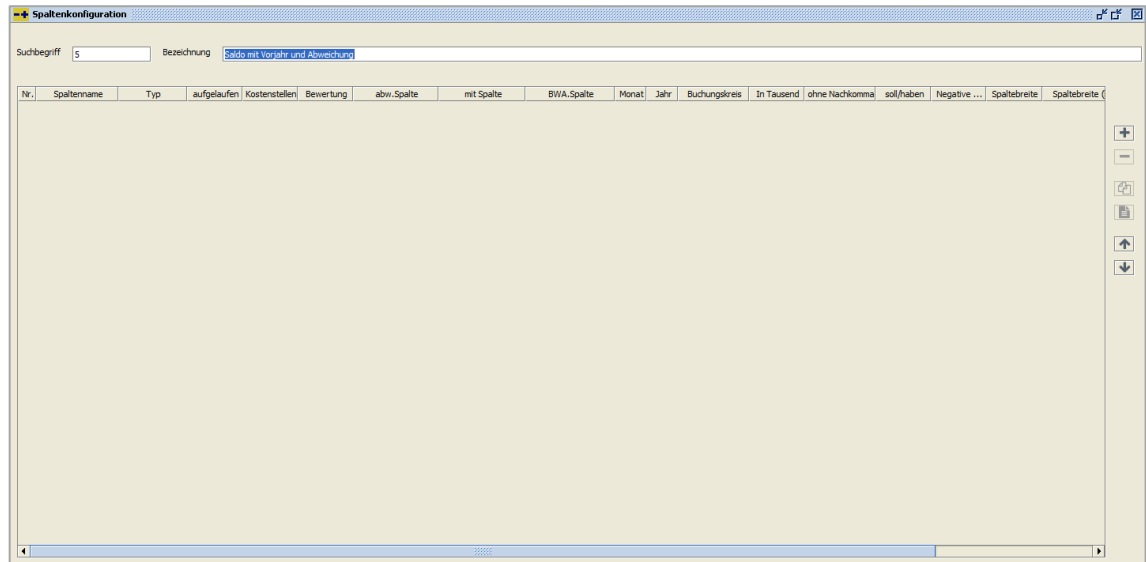 Spaltenkonfiguration
Suchbegriff 5 Bezeichnung Saldo mit Vorjahr und Abweichung
Nr. Spaltenname Typ aufgelaufen Kostenstellen Bewertung abw.Spalte mit Spalte BWA.Spalte Monat Jahr Buchungskreis In Tausend ohne Nachkomma soll/haben Negative ... Spaltebreite Spaltebreite (